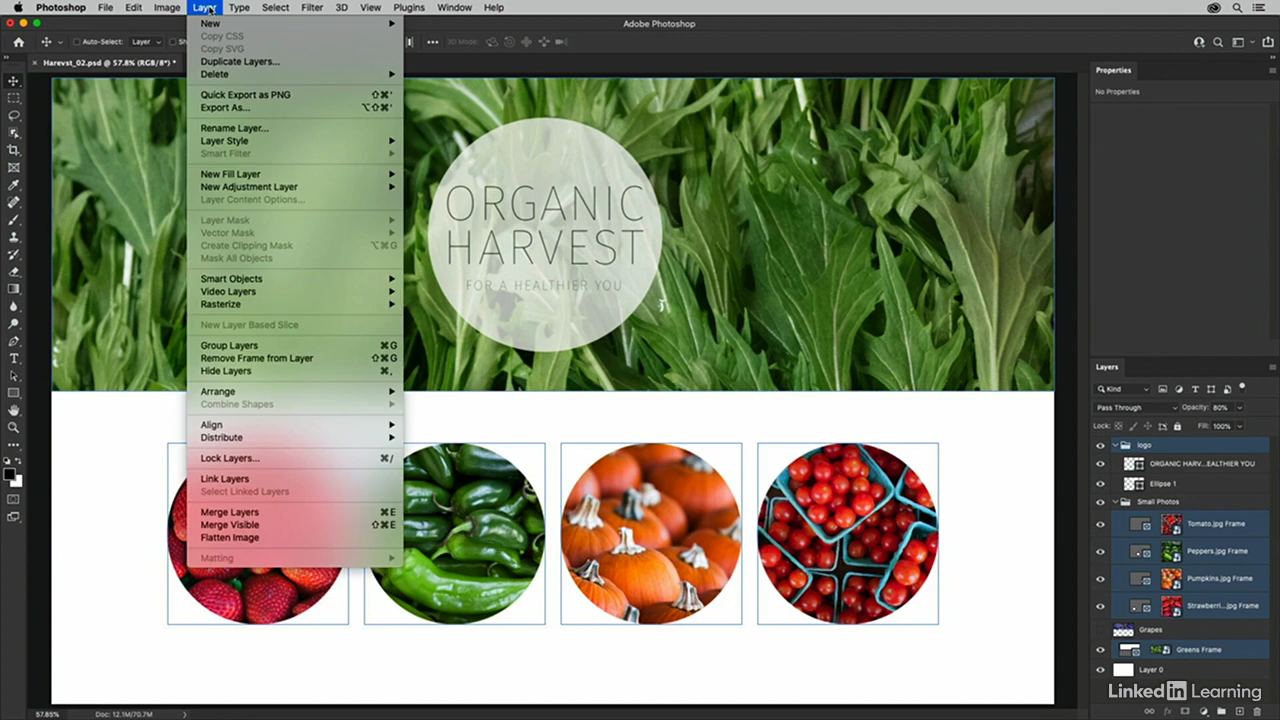 Photoshop File Edit Image Layer Type Select Filter 3D View Plugins Window Help
Adobe Photoshop
Auto-Select: Layer
3D Mode:
Harevst_02.psd @ 57.8% (RGB/8*) *
New
Copy CSS
Copy SVG
Duplicate Layers...
Delete
Quick Export as PNG ⇧⌘'
Export As... ⌥⇧⌘'
Rename Layer...
Layer Style
Smart Filter
New Fill Layer
New Adjustment Layer
Layer Content Options...
Layer Mask
Vector Mask
Create Clipping Mask ⌥⌘G
Mask All Objects
Smart Objects
Video Layers
Rasterize
New Layer Based Slice
Group Layers ⌘G
Remove Frame from Layer ⇧⌘G
Hide Layers ⌘,
Arrange
Combine Shapes
Align
Distribute
Lock Layers... ⌘/
Link Layers
Select Linked Layers
Merge Layers ⌘E
Merge Visible ⇧⌘E
Flatten Image
Matting
ORGANIC
HARVEST
FOR A HEALTHIER YOU
Properties
No Properties
Layers
Kind
Pass Through Opacity: 80%
Lock: Fill: 100%
logo
ORGANIC HARV...EALTHIER YOU
Ellipse 1
Small Photos
Tomato.jpg Frame
Peppers.jpg Frame
Pumpkins.jpg Frame
Strawberri...jpg Frame
Grapes
Greens Frame
Layer 0
LinkedIn Learning
57.85% Doc: 12.1M/70.7M